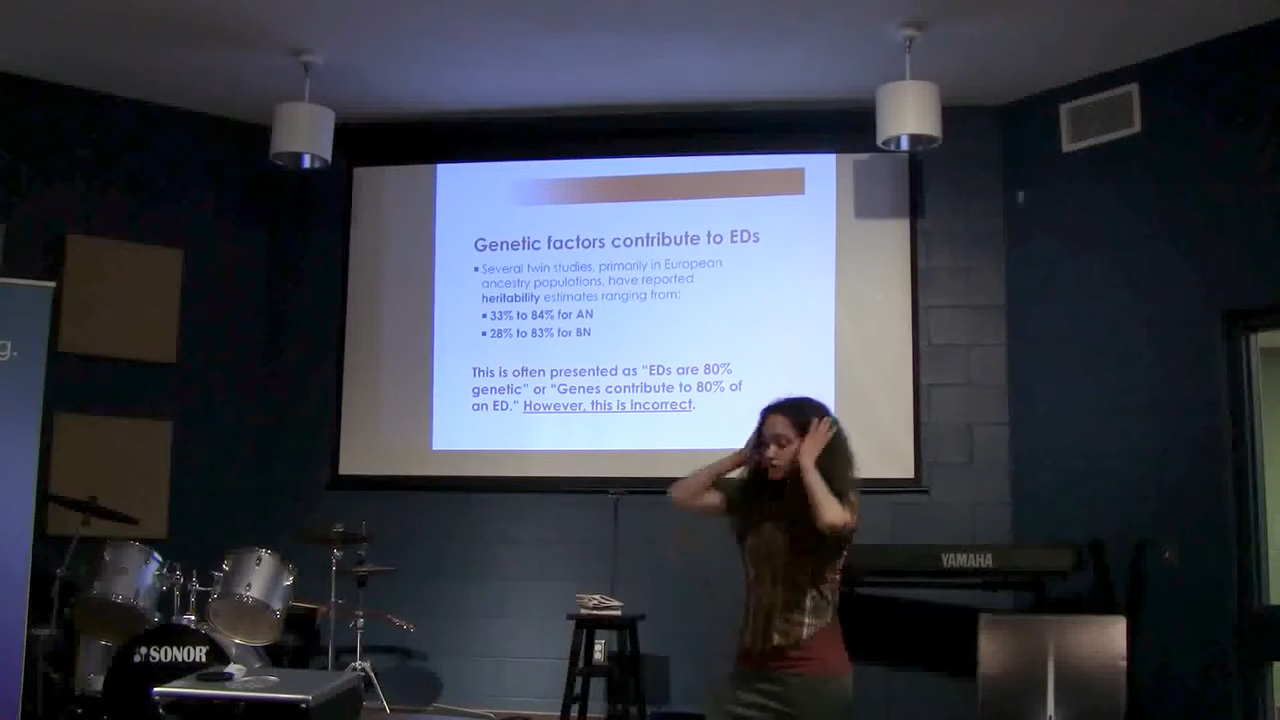 Genetic factors contribute to EDs
▪ Several twin studies, primarily in European
ancestry populations, have reported
heritability estimates ranging from:
▪ 33% to 84% for AN
▪ 28% to 83% for BN
This is often presented as “EDs are 80%
genetic” or “Genes contribute to 80% of
an ED.” However, this is incorrect.
g.
YAMAHA
SONOR